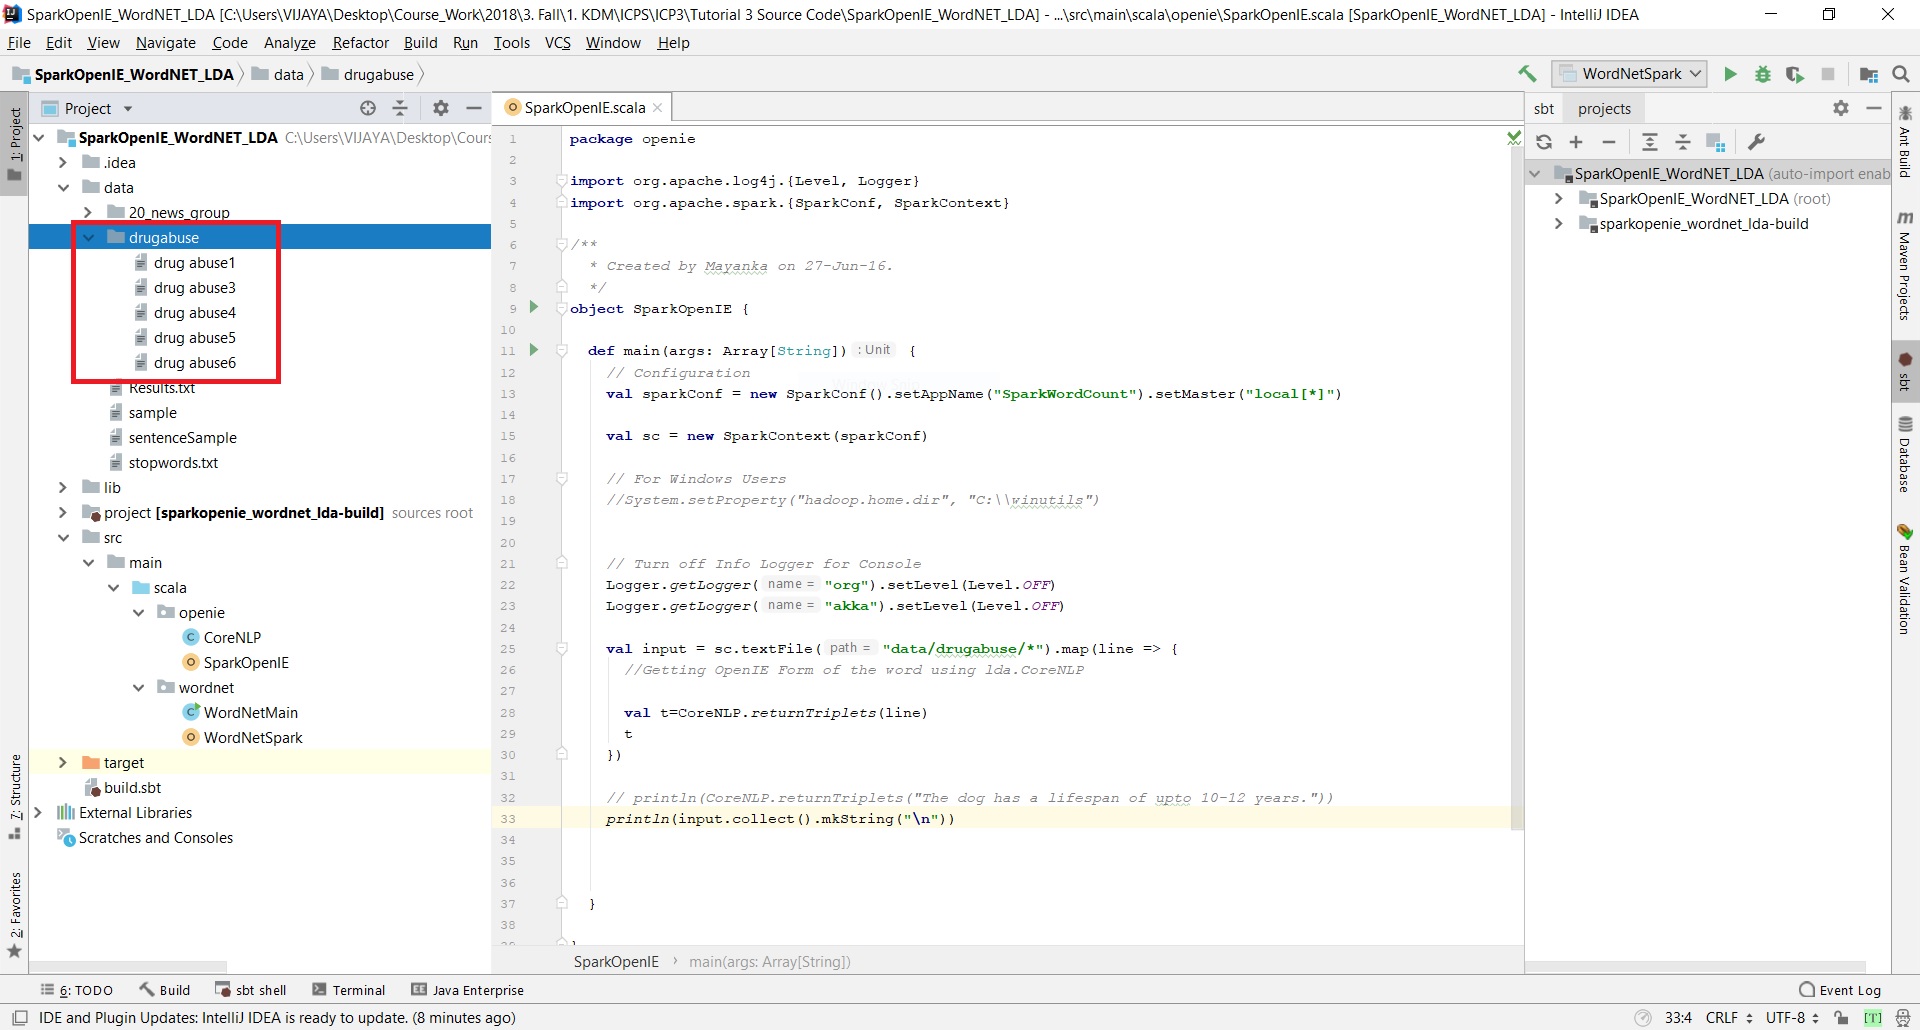 SparkOpenIE_WordNET_LDA [C:\Users\VIJAYA\Desktop\Course_Work\2018\3. Fall\1. KDM\ICPS\ICP3\Tutorial 3 Source Code\SparkOpenIE_WordNET_LDA] - ...\src\main\scala\openie\SparkOpenIE.scala [SparkOpenIE_WordNET_LDA] - IntelliJ IDEA
File Edit View Navigate Code Analyze Refactor Build Run Tools VCS Window Help
SparkOpenIE_WordNET_LDA data drugabuse
WordNetSpark
1: Project
7: Structure
2: Favorites
Project
SparkOpenIE_WordNET_LDA C:\Users\VIJAYA\Desktop\Cours
.idea
data
20_news_group
drugabuse
drug abuse1
drug abuse3
drug abuse4
drug abuse5
drug abuse6
Results.txt
sample
sentenceSample
stopwords.txt
lib
project [sparkopenie_wordnet_lda-build] sources root
src
main
scala
openie
CoreNLP
SparkOpenIE
wordnet
WordNetMain
WordNetSpark
target
build.sbt
External Libraries
Scratches and Consoles
SparkOpenIE.scala
1 package openie
2
3 import org.apache.log4j.{Level, Logger}
4 import org.apache.spark.{SparkConf, SparkContext}
5
6 /**
7 * Created by Mayanka on 27-Jun-16.
8 */
9 object SparkOpenIE {
10
11 def main(args: Array[String]) : Unit {
12 // Configuration
13 val sparkConf = new SparkConf().setAppName("SparkWordCount").setMaster("local[*]")
14
15 val sc = new SparkContext(sparkConf)
16
17 // For Windows Users
18 //System.setProperty("hadoop.home.dir", "C:\\winutils")
19
20
21 // Turn off Info Logger for Console
22 Logger.getLogger( name = "org").setLevel(Level.OFF)
23 Logger.getLogger( name = "akka").setLevel(Level.OFF)
24
25 val input = sc.textFile( path = "data/drugabuse/*").map(line => {
26 //Getting OpenIE Form of the word using lda.CoreNLP
27
28 val t=CoreNLP.returnTriplets(line)
29 t
30 })
31
32 // println(CoreNLP.returnTriplets("The dog has a lifespan of upto 10-12 years."))
33 println(input.collect().mkString("\n"))
34
35
36
37 }
38
SparkOpenIE main(args: Array[String])
sbt projects
SparkOpenIE_WordNET_LDA (auto-import enab
SparkOpenIE_WordNET_LDA (root)
sparkopenie_wordnet_lda-build
Ant Build
Maven Projects
sbt
Database
Bean Validation
6: TODO Build sbt shell Terminal Java Enterprise Event Log
IDE and Plugin Updates: IntelliJ IDEA is ready to update. (8 minutes ago) 33:4 CRLF UTF-8 [T]